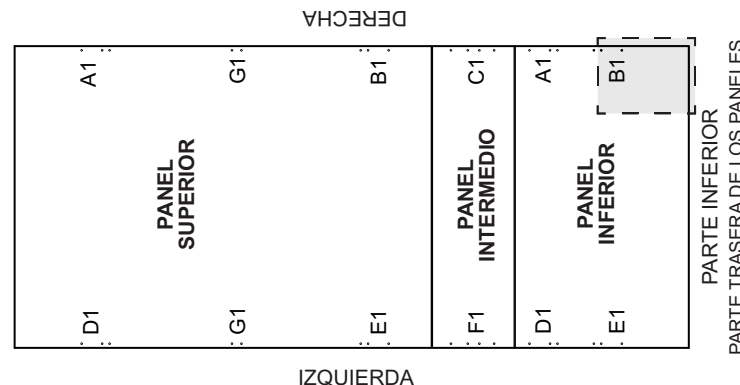 DERECHA
A1
G1
B1
C1
A1
B1
PANEL
SUPERIOR
PANEL
INTERMEDIO
PANEL
INFERIOR
D1
G1
E1
F1
D1
E1
IZQUIERDA
PARTE INFERIOR
PARTE TRASERA DE LOS PANELES